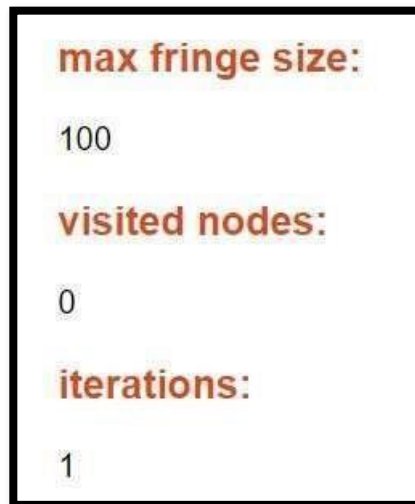 max fringe size:
100
visited nodes:
0
iterations:
1